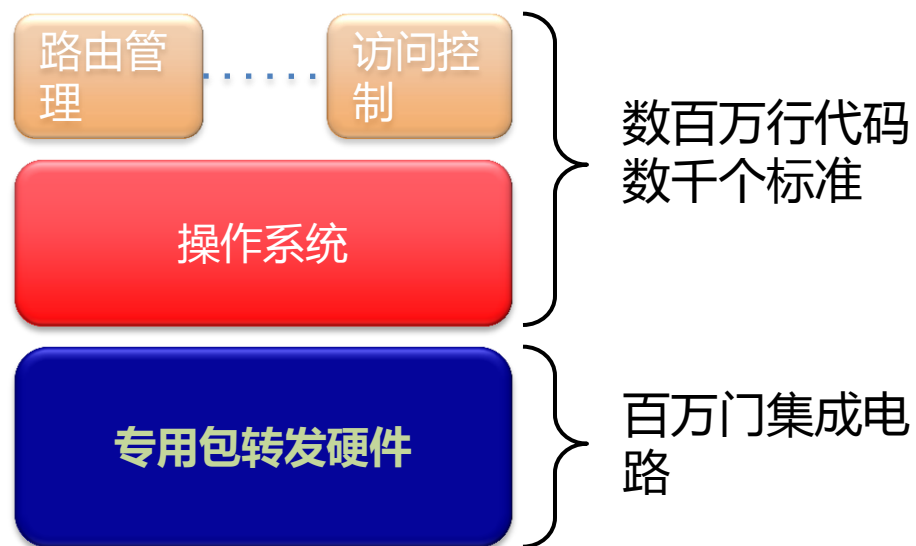 路由管
理
访问控
制
数百万行代码
数千个标准
操作系统
专用包转发硬件
百万门集成电
路